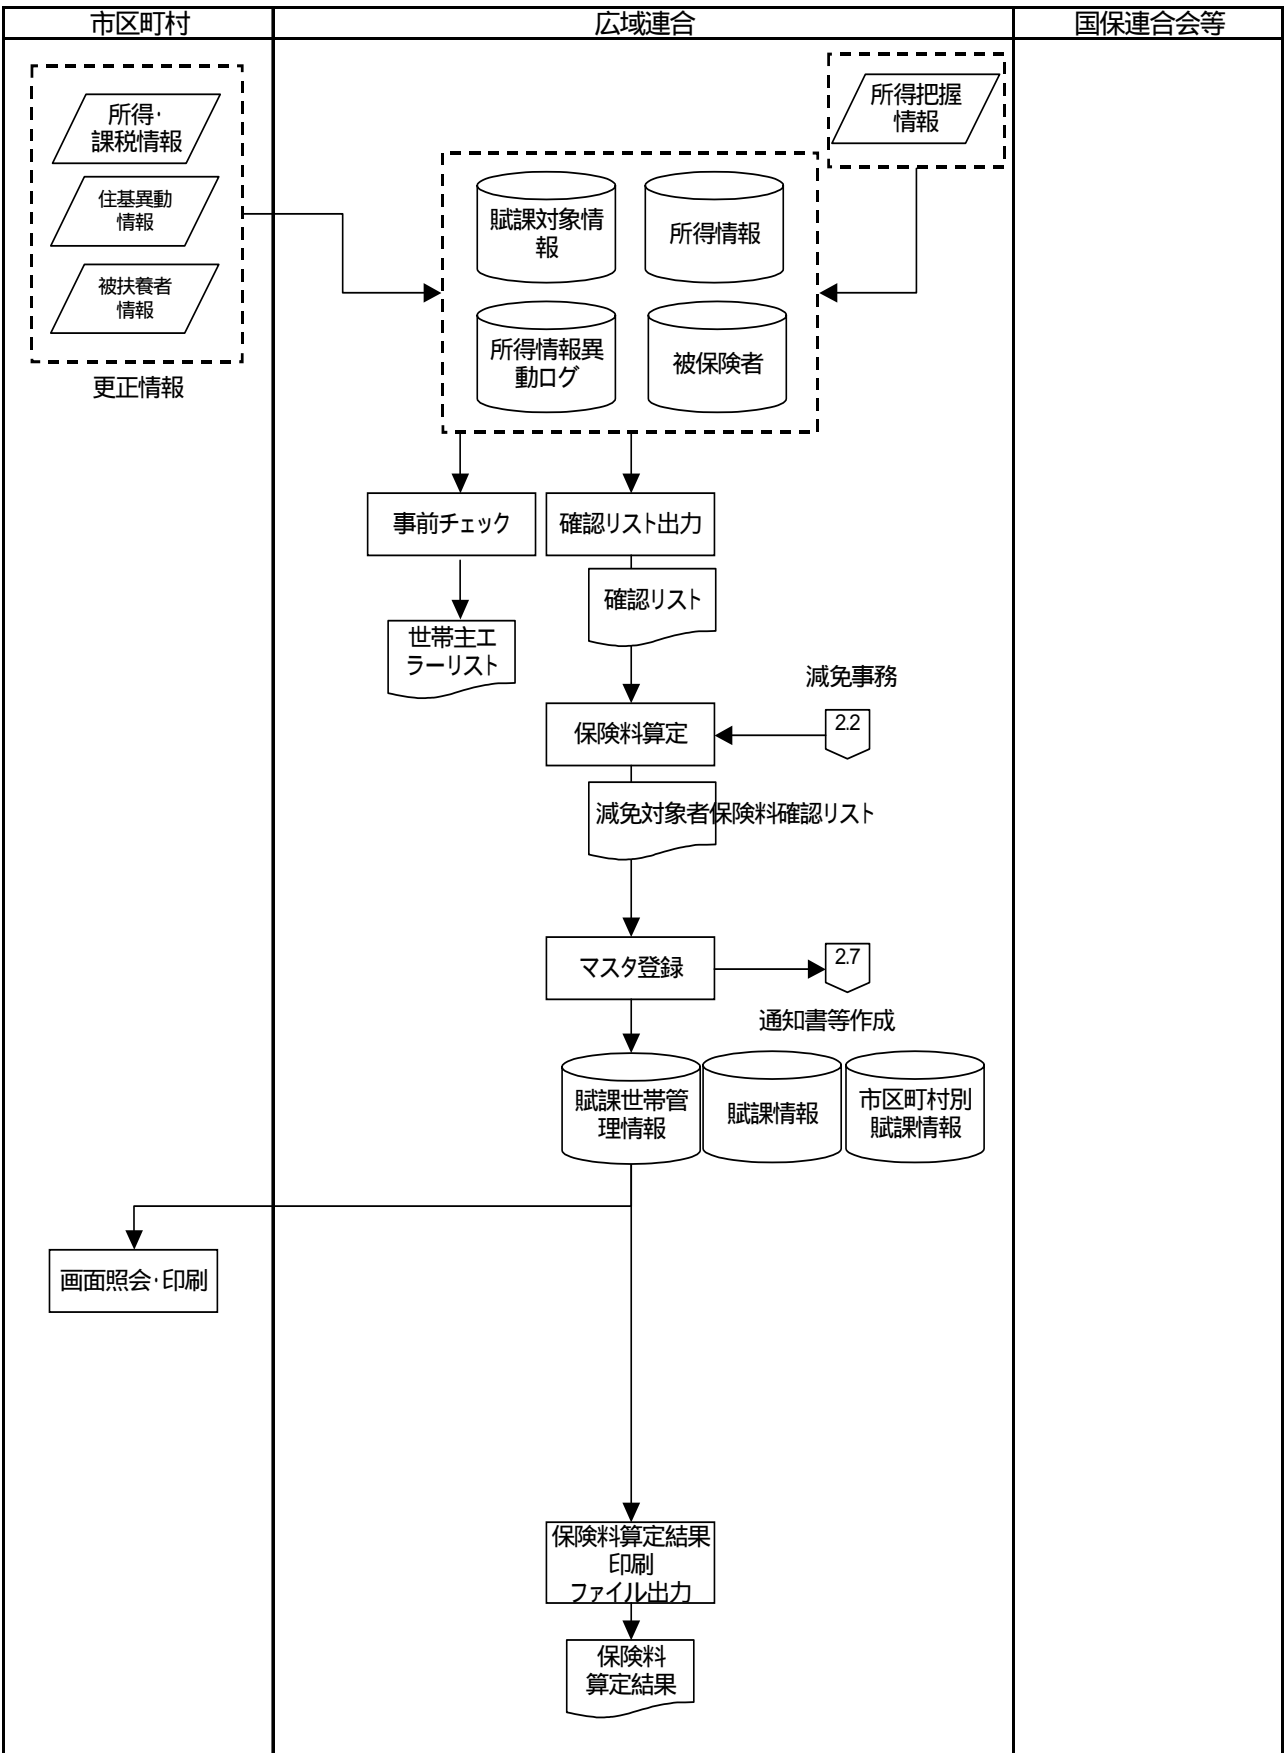 市区町村
広域連合
国保連合会等
所得・
課税情報
住基異動
情報
被扶養者
情報
更正情報
所得把握
情報
賦課対象情
報
所得情報
所得情報異
動ログ
被保険者
事前チェック
確認リスト出力
確認リスト
世帯主エ
ラーリスト
減免事務
保険料算定
2.2
減免対象者保険料確認リスト
マスタ登録
2.7
通知書等作成
賦課世帯管
理情報
賦課情報
市区町村別
賦課情報
画面照会・印刷
保険料算定結果
印刷
ファイル出力
保険料
算定結果